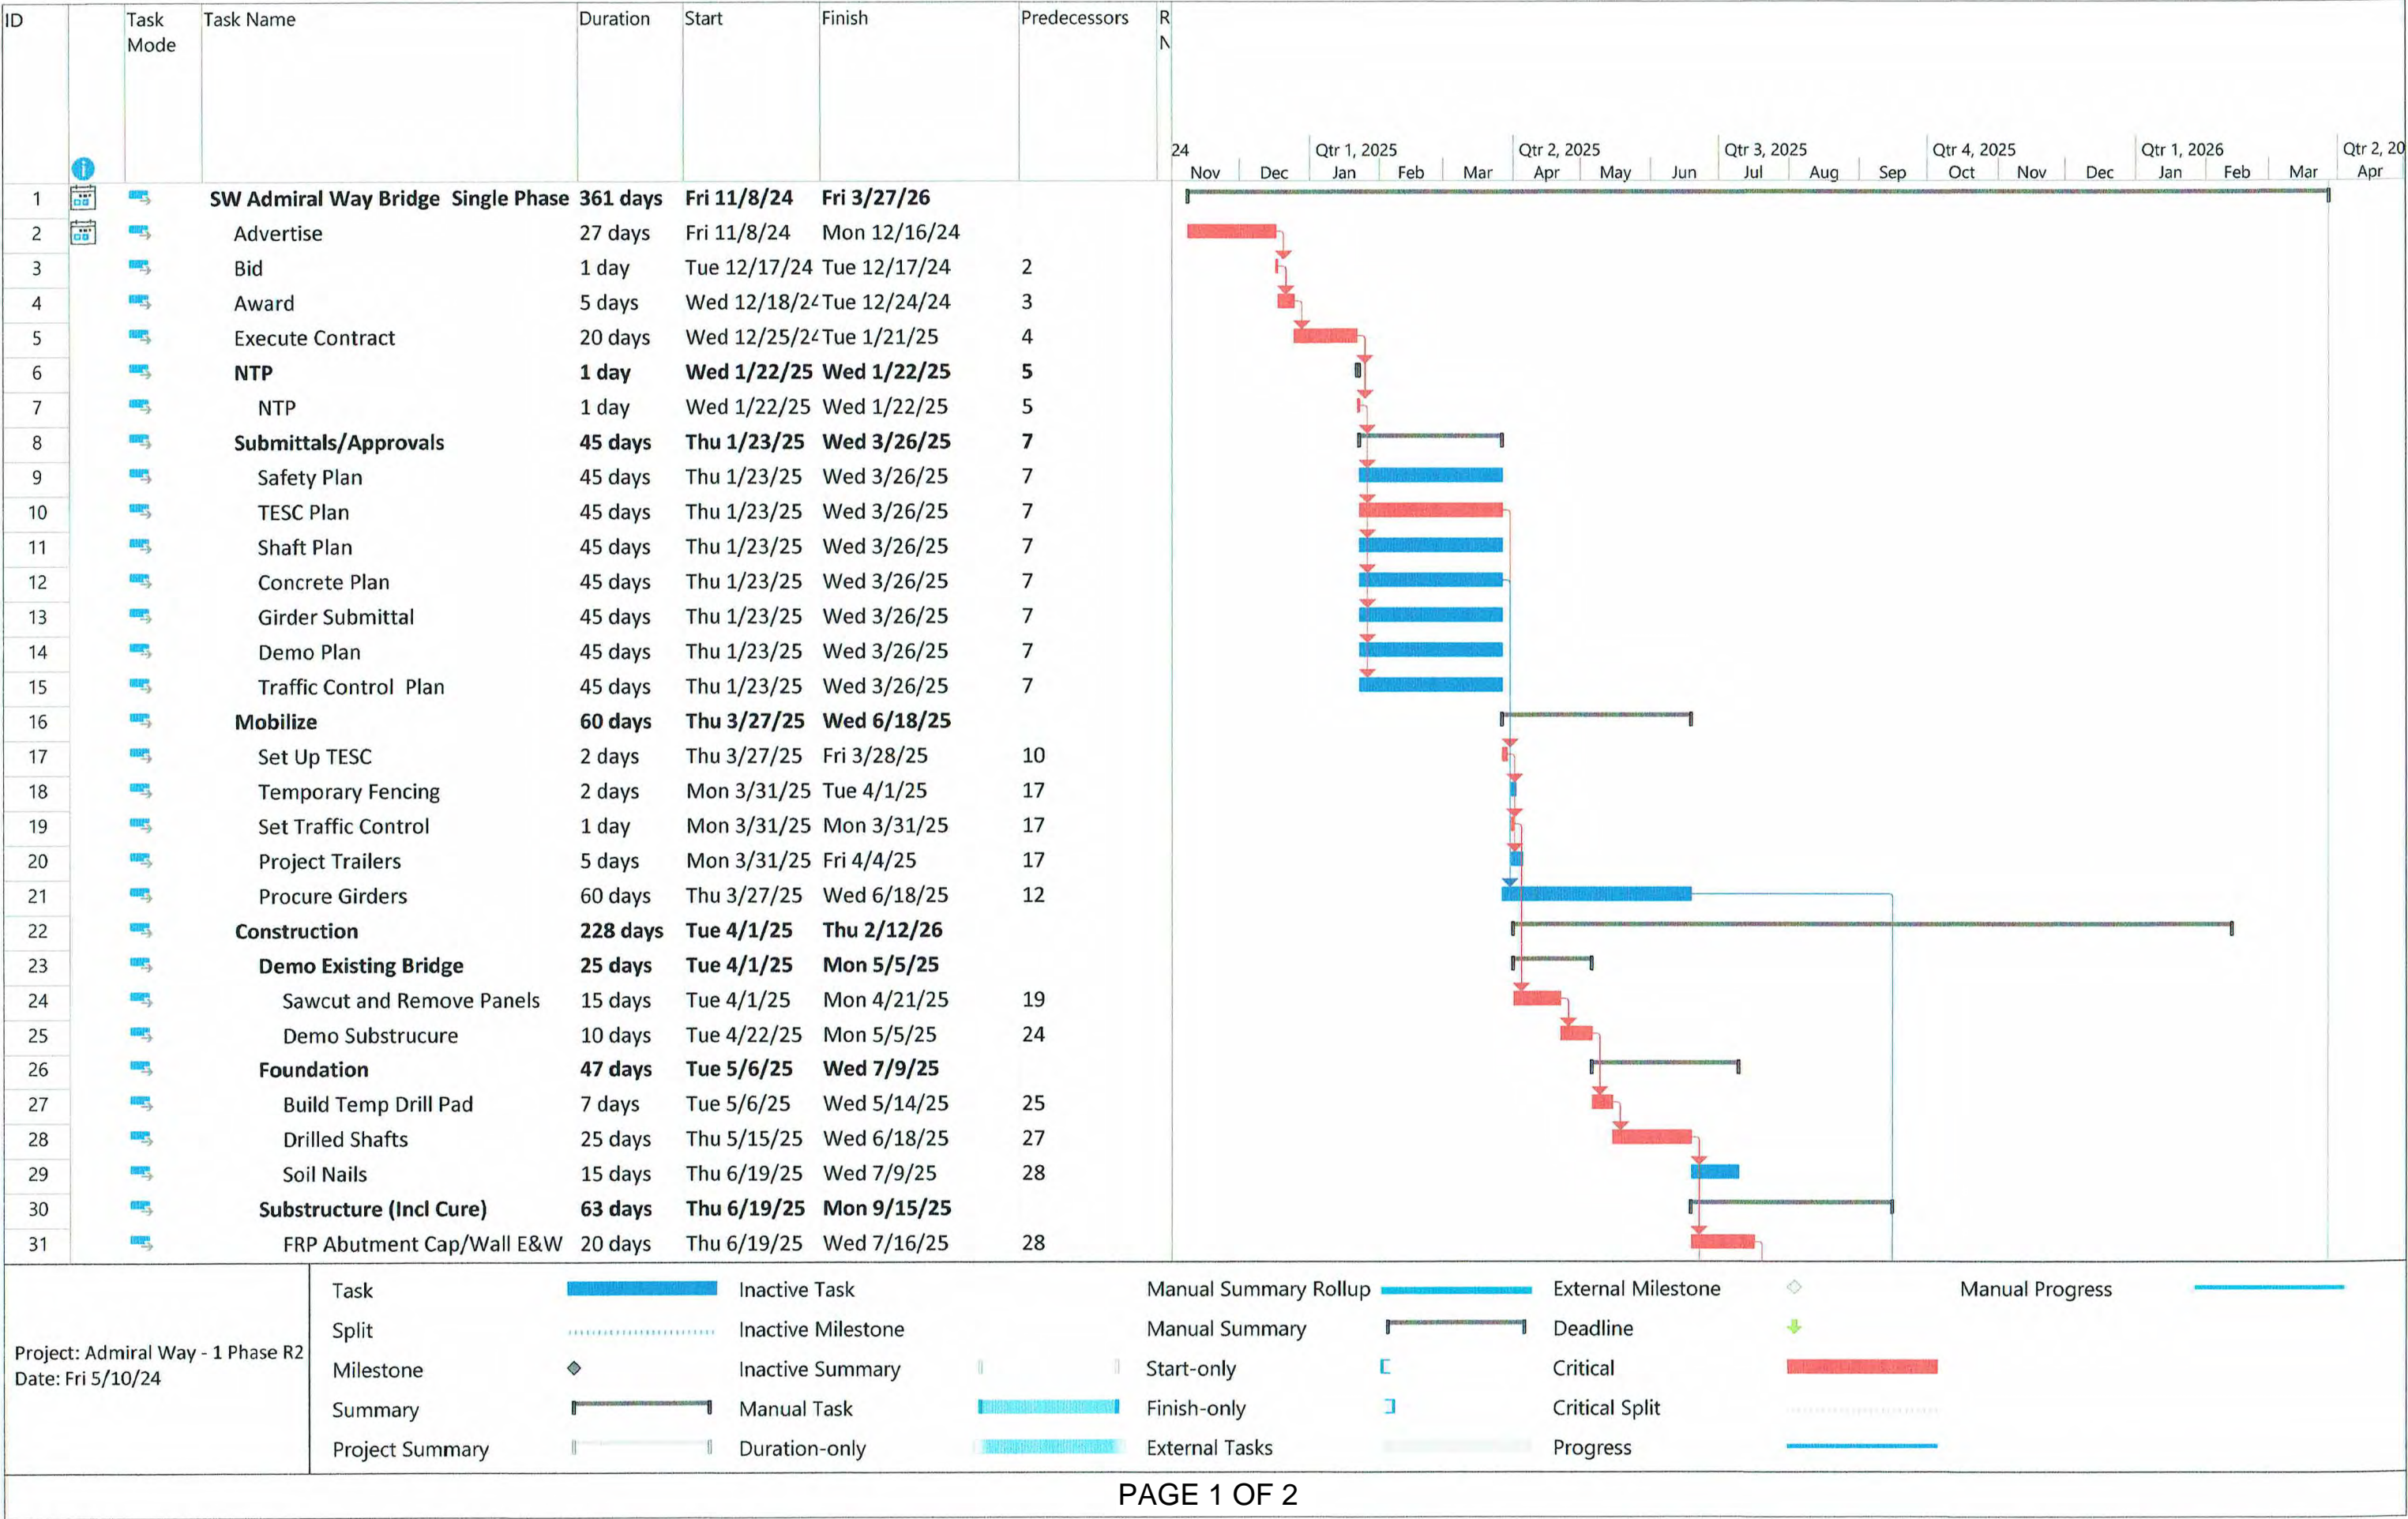 ID Task Mode Task Name Duration Start Finish Predecessors R N
24 Qtr 1, 2025 Qtr 2, 2025 Qtr 3, 2025 Qtr 4, 2025 Qtr 1, 2026 Qtr 2, 20
Nov Dec Jan Feb Mar Apr May Jun Jul Aug Sep Oct Nov Dec Jan Feb Mar Apr
1 SW Admiral Way Bridge Single Phase 361 days Fri 11/8/24 Fri 3/27/26
2 Advertise 27 days Fri 11/8/24 Mon 12/16/24
3 Bid 1 day Tue 12/17/24 Tue 12/17/24 2
4 Award 5 days Wed 12/18/24 Tue 12/24/24 3
5 Execute Contract 20 days Wed 12/25/24 Tue 1/21/25 4
6 NTP 1 day Wed 1/22/25 Wed 1/22/25 5
7 NTP 1 day Wed 1/22/25 Wed 1/22/25 5
8 Submittals/Approvals 45 days Thu 1/23/25 Wed 3/26/25 7
9 Safety Plan 45 days Thu 1/23/25 Wed 3/26/25 7
10 TESC Plan 45 days Thu 1/23/25 Wed 3/26/25 7
11 Shaft Plan 45 days Thu 1/23/25 Wed 3/26/25 7
12 Concrete Plan 45 days Thu 1/23/25 Wed 3/26/25 7
13 Girder Submittal 45 days Thu 1/23/25 Wed 3/26/25 7
14 Demo Plan 45 days Thu 1/23/25 Wed 3/26/25 7
15 Traffic Control Plan 45 days Thu 1/23/25 Wed 3/26/25 7
16 Mobilize 60 days Thu 3/27/25 Wed 6/18/25
17 Set Up TESC 2 days Thu 3/27/25 Fri 3/28/25 10
18 Temporary Fencing 2 days Mon 3/31/25 Tue 4/1/25 17
19 Set Traffic Control 1 day Mon 3/31/25 Mon 3/31/25 17
20 Project Trailers 5 days Mon 3/31/25 Fri 4/4/25 17
21 Procure Girders 60 days Thu 3/27/25 Wed 6/18/25 12
22 Construction 228 days Tue 4/1/25 Thu 2/12/26
23 Demo Existing Bridge 25 days Tue 4/1/25 Mon 5/5/25
24 Sawcut and Remove Panels 15 days Tue 4/1/25 Mon 4/21/25 19
25 Demo Substrucure 10 days Tue 4/22/25 Mon 5/5/25 24
26 Foundation 47 days Tue 5/6/25 Wed 7/9/25
27 Build Temp Drill Pad 7 days Tue 5/6/25 Wed 5/14/25 25
28 Drilled Shafts 25 days Thu 5/15/25 Wed 6/18/25 27
29 Soil Nails 15 days Thu 6/19/25 Wed 7/9/25 28
30 Substructure (Incl Cure) 63 days Thu 6/19/25 Mon 9/15/25
31 FRP Abutment Cap/Wall E&W 20 days Thu 6/19/25 Wed 7/16/25 28
Project: Admiral Way - 1 Phase R2
Date: Fri 5/10/24
Task Inactive Task Manual Summary Rollup External Milestone Manual Progress
Split Inactive Milestone Manual Summary Deadline
Milestone Inactive Summary Start-only Critical
Summary Manual Task Finish-only Critical Split
Project Summary Duration-only External Tasks Progress
PAGE 1 OF 2